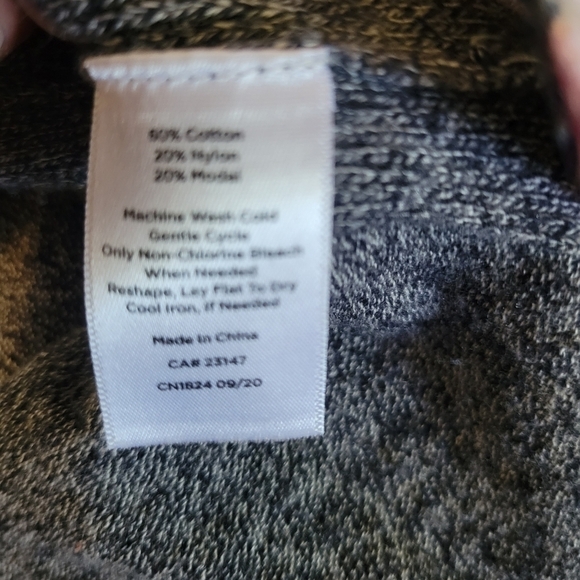 60% Cotton
20% Nylon
20% Modal
Machine Wash Cold
Gentle Cycle
Only Non-Chlorine Bleach
When Needed
Reshape, Lay Flat To Dry
Cool Iron, If Needed
Made In China
CA# 23147
CN1824 09/20